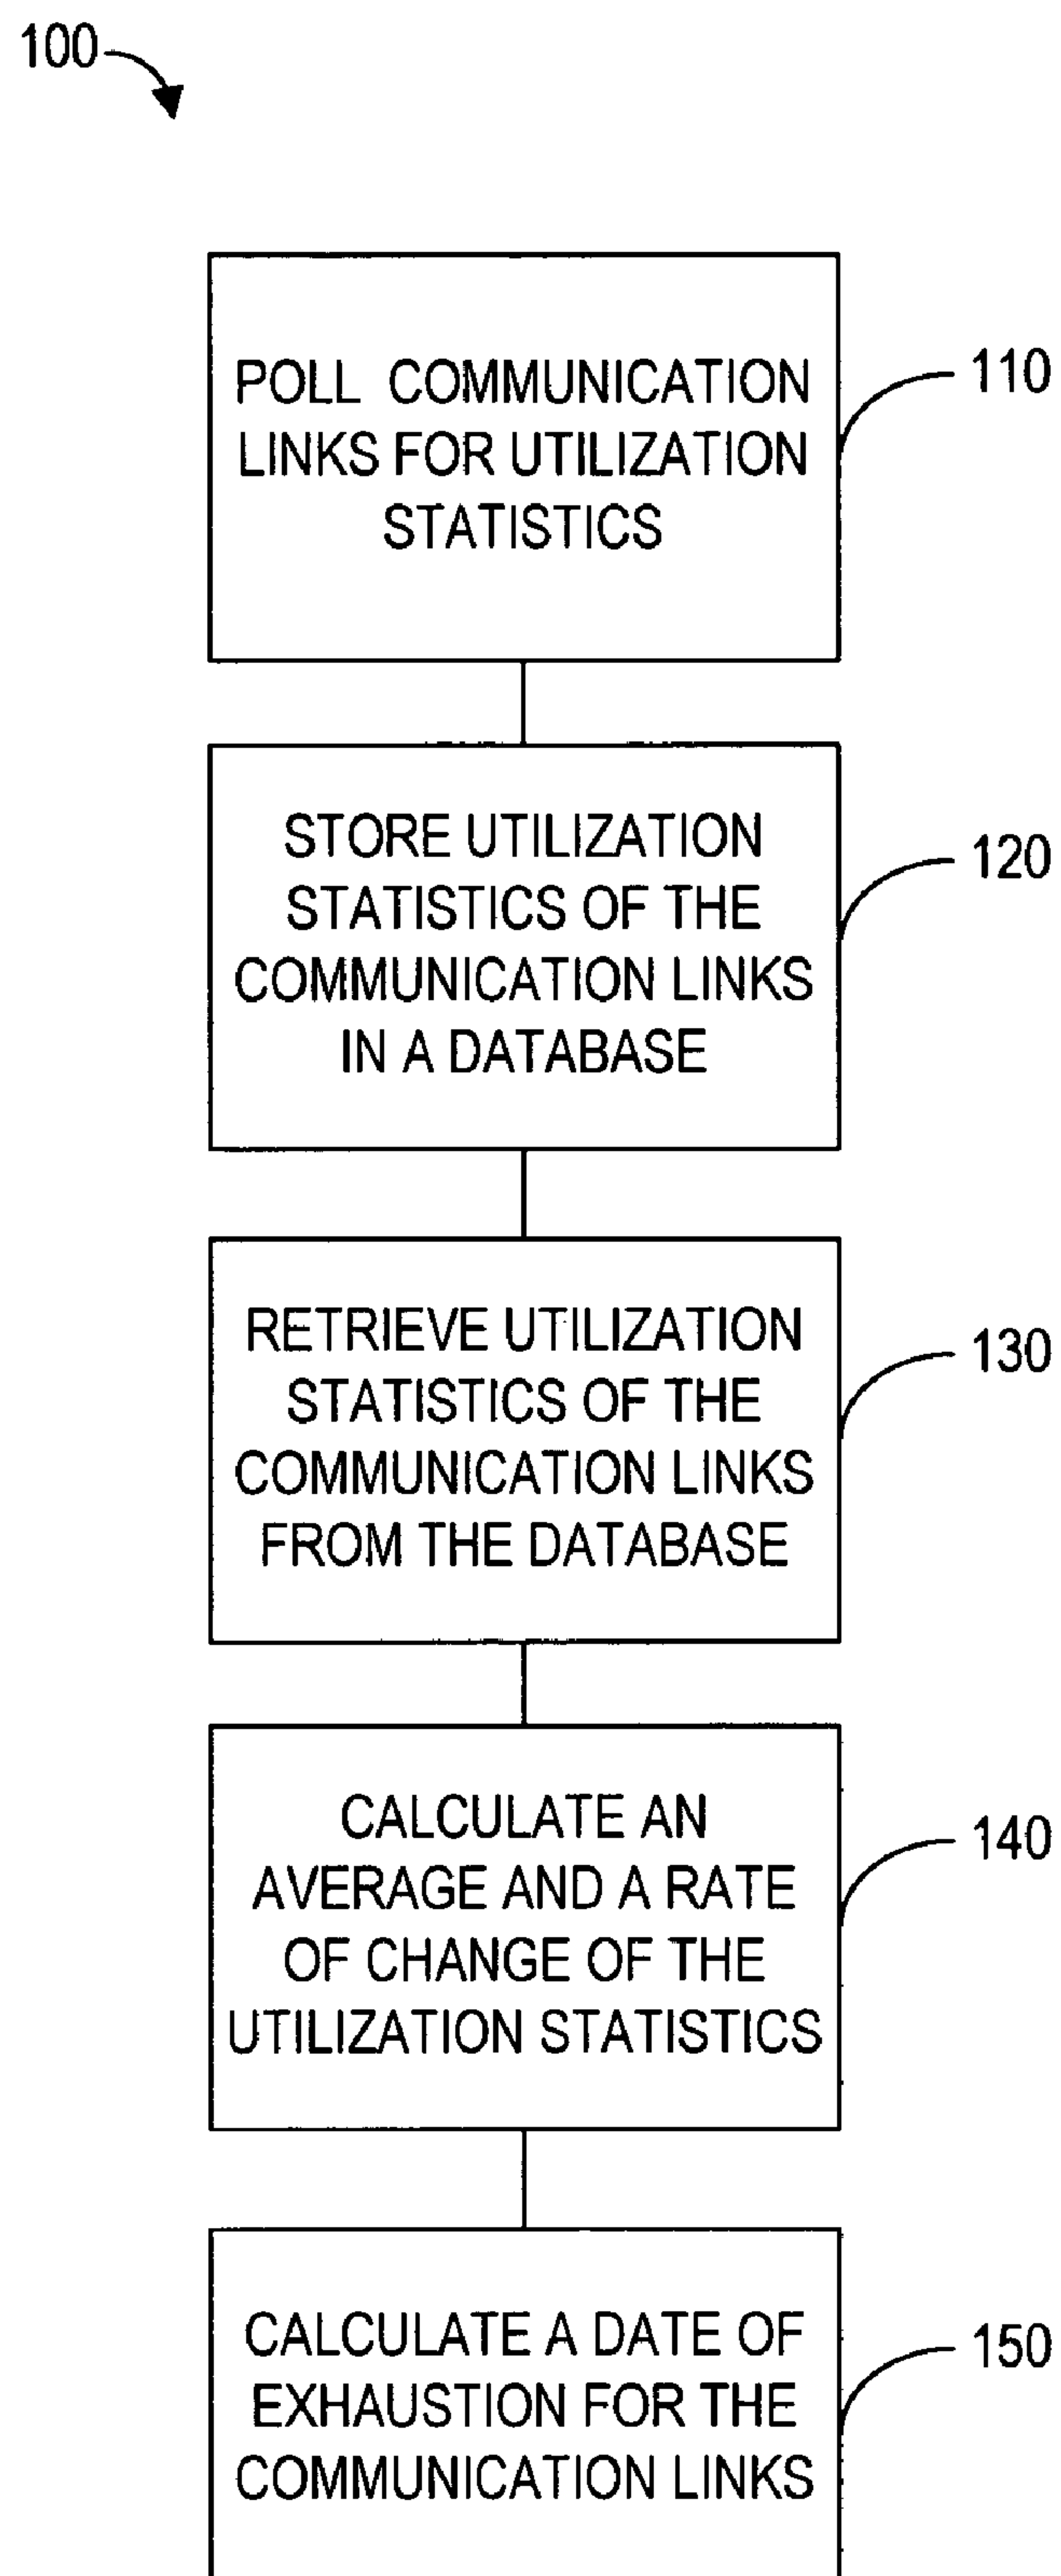 100
POLL COMMUNICATION
LINKS FOR UTILIZATION
STATISTICS
110
STORE UTILIZATION
STATISTICS OF THE
COMMUNICATION LINKS
IN A DATABASE
120
RETRIEVE UTILIZATION
STATISTICS OF THE
COMMUNICATION LINKS
FROM THE DATABASE
130
CALCULATE AN
AVERAGE AND A RATE
OF CHANGE OF THE
UTILIZATION STATISTICS
140
CALCULATE A DATE OF
EXHAUSTION FOR THE
COMMUNICATION LINKS
150